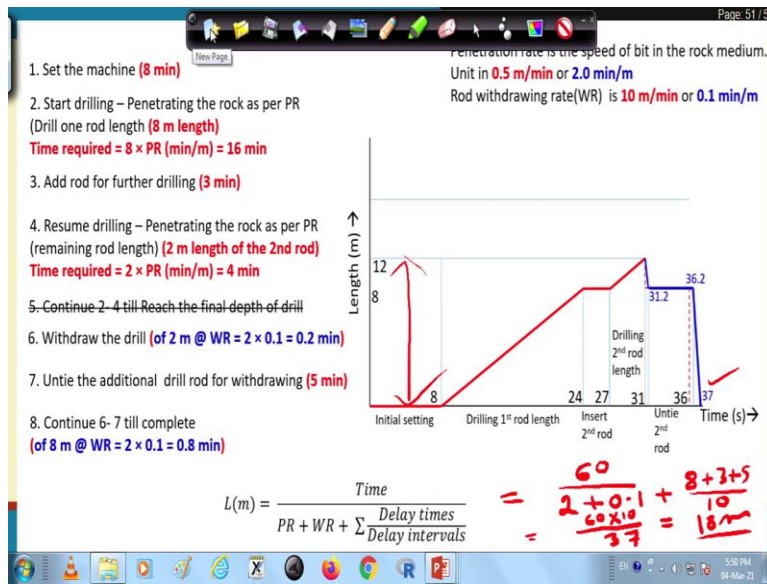 Page: 51 / 5
New Page
Penetration rate is the speed of bit in the rock medium.
Unit in 0.5 m/min or 2.0 min/m
Rod withdrawing rate(WR) is 10 m/min or 0.1 min/m
1. Set the machine (8 min)
2. Start drilling – Penetrating the rock as per PR
(Drill one rod length (8 m length)
Time required = 8 × PR (min/m) = 16 min
3. Add rod for further drilling (3 min)
4. Resume drilling – Penetrating the rock as per PR
(remaining rod length) (2 m length of the 2nd rod)
Time required = 2 × PR (min/m) = 4 min
5. Continue 2- 4 till Reach the final depth of drill
6. Withdraw the drill (of 2 m @ WR = 2 × 0.1 = 0.2 min)
7. Untie the additional drill rod for withdrawing (5 min)
8. Continue 6- 7 till complete
(of 8 m @ WR = 2 × 0.1 = 0.8 min)
Length (m) →
12
8
36.2
31.2
Drilling
2nd rod
length
8 24 27 31 36 37
Time (s)→
Initial setting
Drilling 1st rod length
Insert
2nd rod
Untie
2nd
rod
L(m) = Time / PR + WR + ∑ Delay times / Delay intervals
= 60 / 2 + 0.1 + 8+3+5 / 10
= 60×10 / 37 = 18m
EN
5:50 PM
04-Mar-21